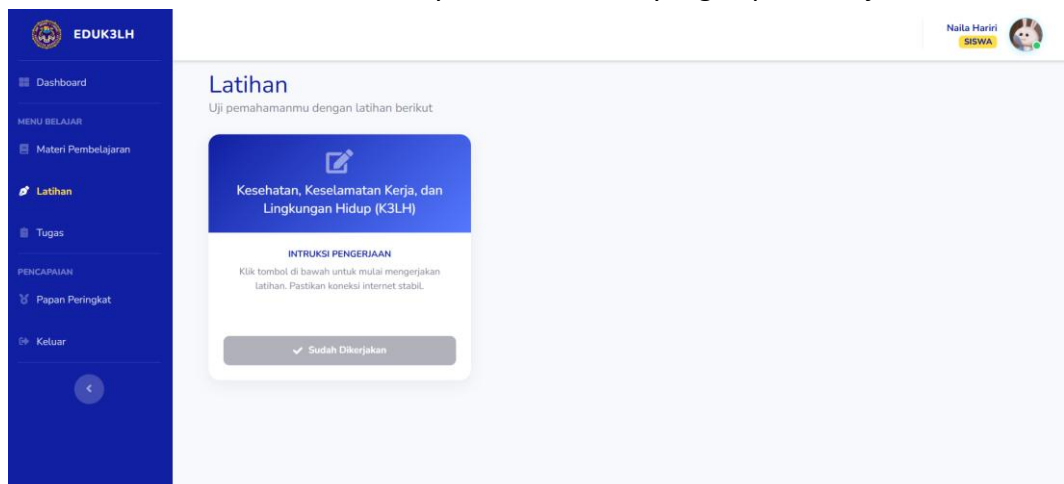 EDUK3LH
Naila Hariri
SISWA
Dashboard
MENU BELAJAR
Materi Pembelajaran
Latihan
Tugas
PENCAPAIAN
Papan Peringkat
Keluar
Latihan
Uji pemahamanmu dengan latihan berikut
Kesehatan, Keselamatan Kerja, dan
Lingkungan Hidup (K3LH)
INTRUKSI PENGERJAAN
Klik tombol di bawah untuk mulai mengerjakan
latihan. Pastikan koneksi internet stabil.
Sudah Dikerjakan